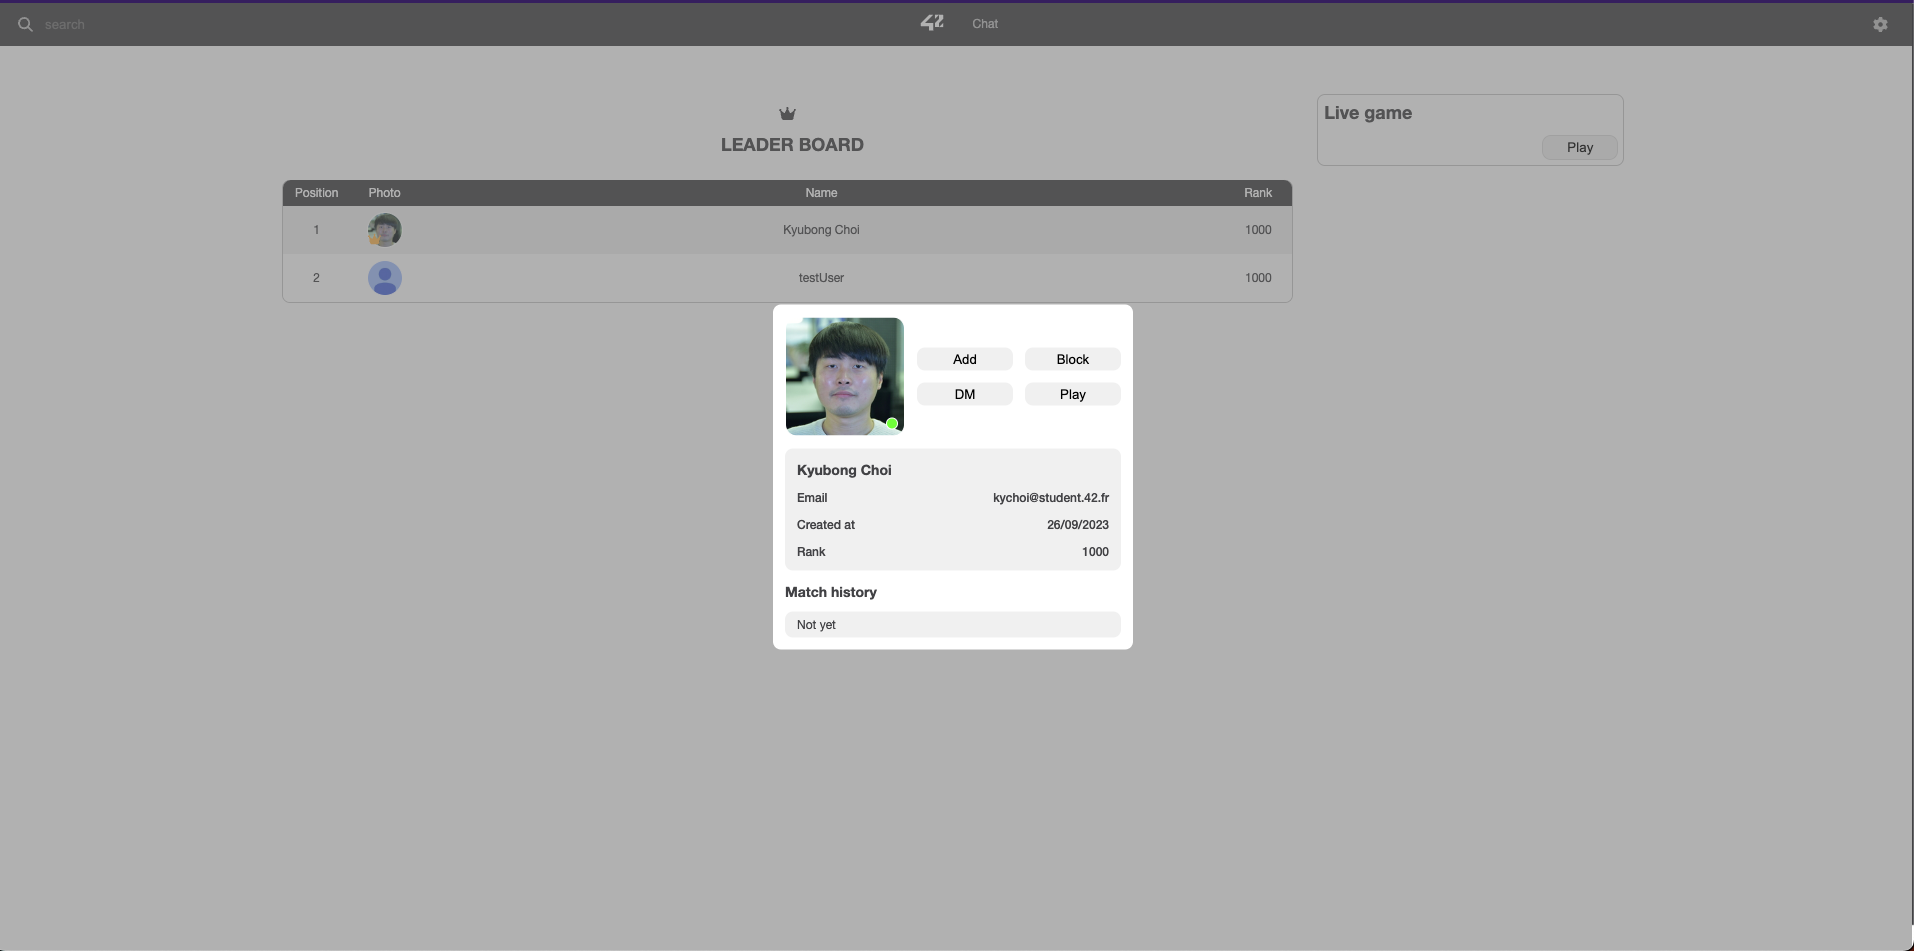 search
42
Chat
LEADER BOARD
Live game
Play
Position Photo Name Rank
1 Kyubong Choi 1000
2 testUser 1000
Add Block
DM Play
Kyubong Choi
Email kychoi@student.42.fr
Created at 26/09/2023
Rank 1000
Match history
Not yet